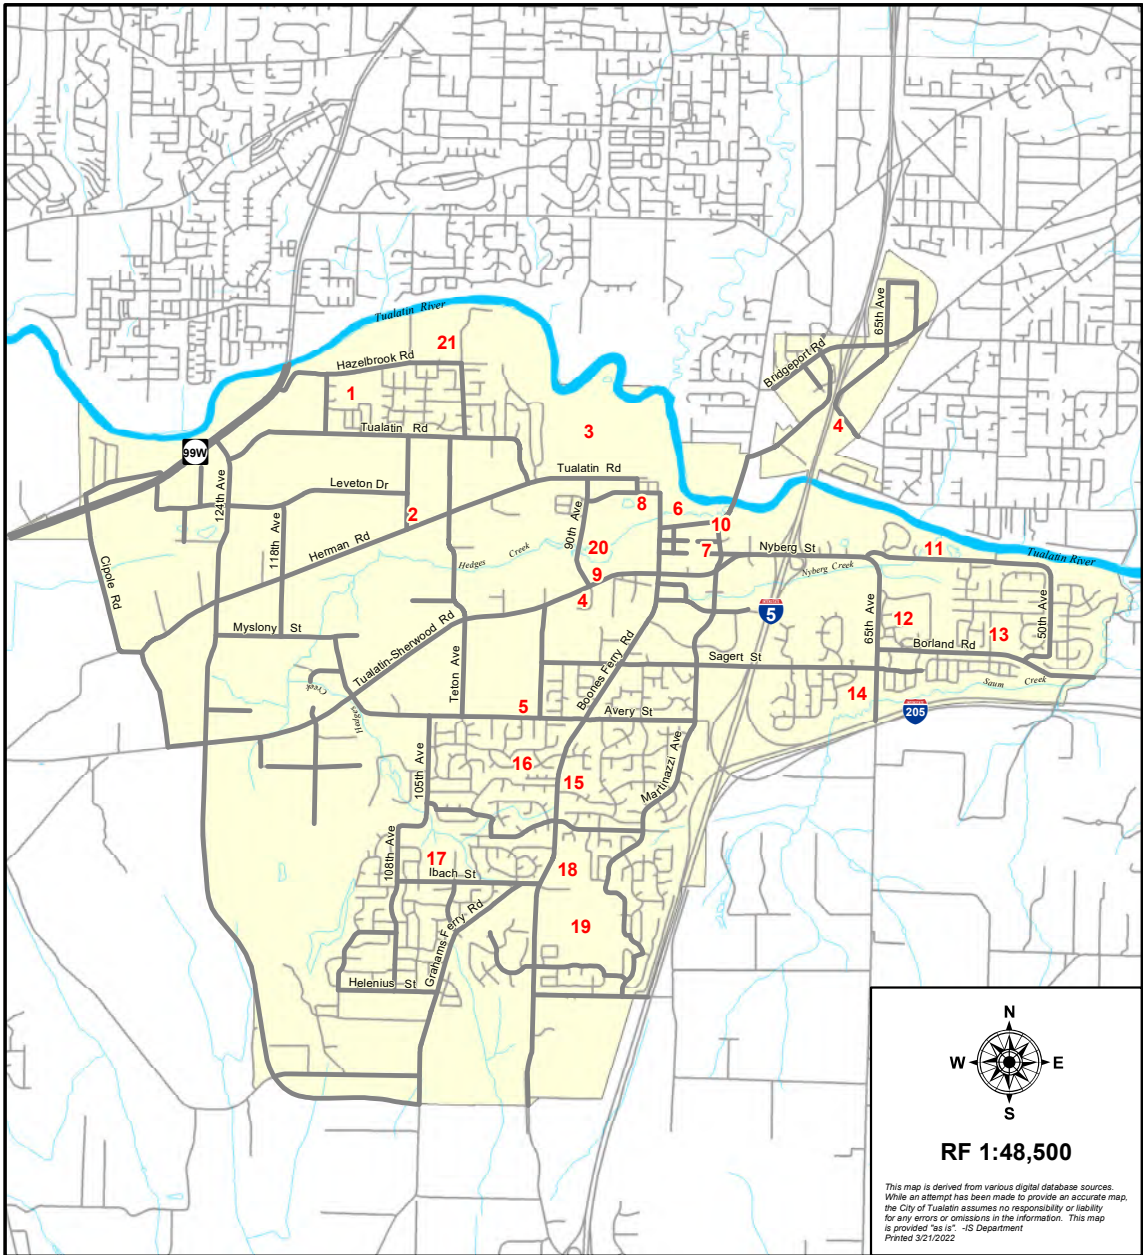 65th Ave
Tualatin River
21
Hazelbrook Rd
Bridgeport Rd
1
4
Tualatin Rd
3
99W
Tualatin Rd
Leveton Dr
124th Ave
2
90th Ave
8
6
10
118th Ave
Herman Rd
Hedges Creek
20
7
Nyberg St
11
Tualatin River
Cipole Rd
9
Nyberg Creek
4
INTERSTATE
5
65th Ave
12
50th Ave
Myslony St
Tualatin-Sherwood Rd
13
Borland Rd
Teton Ave
Boones Ferry Rd
Sagert St
Hedges Creek
14
Saum Creek
5
Avery St
INTERSTATE
205
105th Ave
16
15
Martinazzi Ave
108th Ave
17
Ibach St
18
Grahams Ferry Rd
19
Helenius St
N
W
E
S
RF 1:48,500
This map is derived from various digital database sources.
While an attempt has been made to provide an accurate map,
the City of Tualatin assumes no responsibility or liability
for any errors or omissions in the information. This map
is provided "as is". -IS Department
Printed 3/21/2022